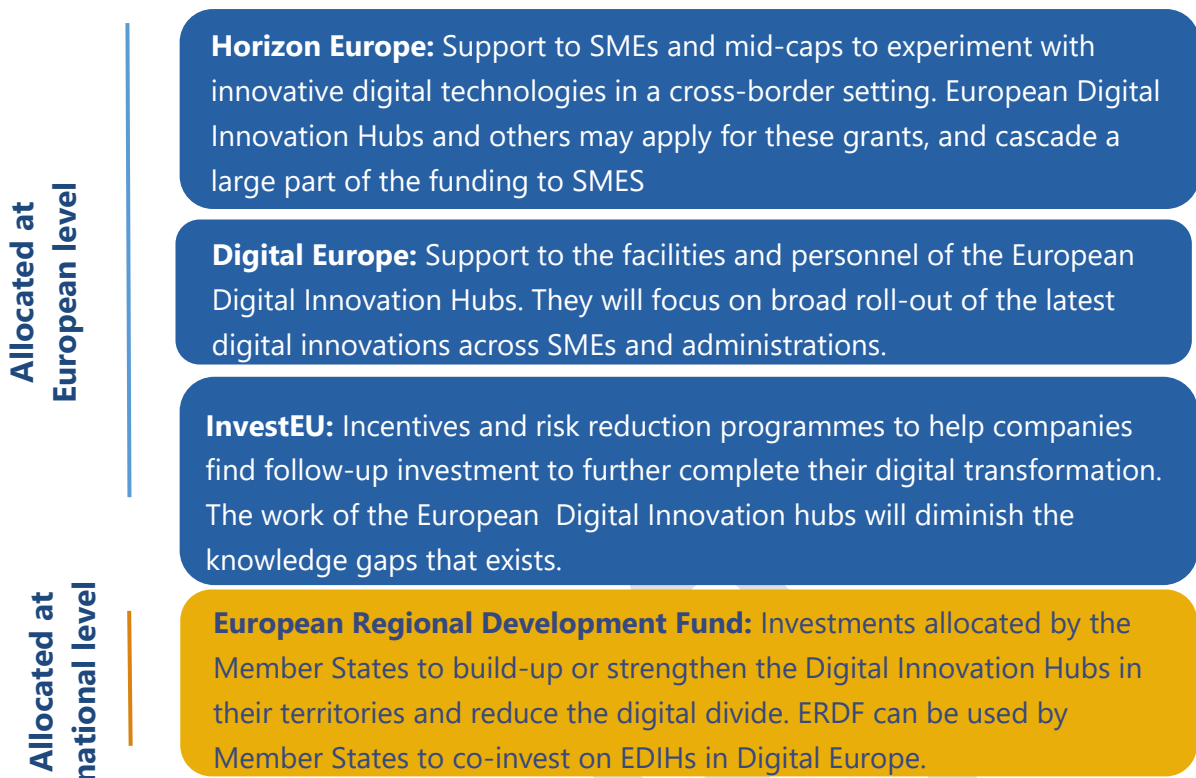 Allocated at
European level
Horizon Europe: Support to SMEs and mid-caps to experiment with
innovative digital technologies in a cross-border setting. European Digital
Innovation Hubs and others may apply for these grants, and cascade a
large part of the funding to SMES
Digital Europe: Support to the facilities and personnel of the European
Digital Innovation Hubs. They will focus on broad roll-out of the latest
digital innovations across SMEs and administrations.
InvestEU: Incentives and risk reduction programmes to help companies
find follow-up investment to further complete their digital transformation.
The work of the European  Digital Innovation hubs will diminish the
knowledge gaps that exists.
Allocated at
national level
European Regional Development Fund: Investments allocated by the
Member States to build-up or strengthen the Digital Innovation Hubs in
their territories and reduce the digital divide. ERDF can be used by
Member States to co-invest on EDIHs in Digital Europe.